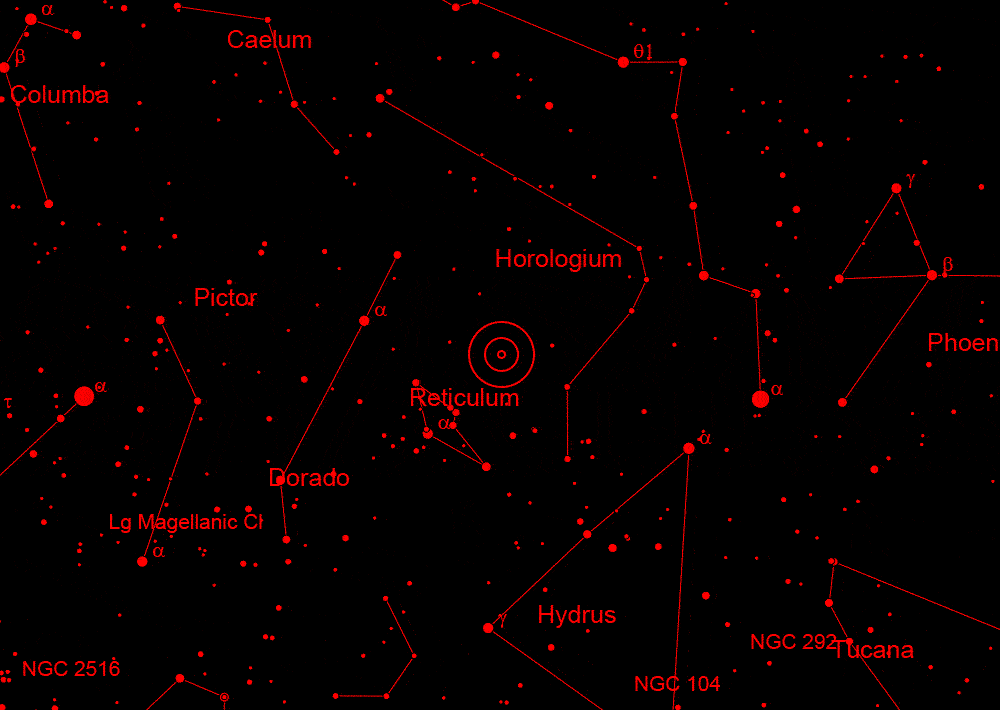 α
β
Caelum
θ1
Columba
γ
β
Horologium
Pictor
α
Phoen
α
Reticulum
α
τ
α
α
Dorado
Lg Magellanic Cl
α
Hydrus
γ
NGC 292
Tucana
NGC 2516
NGC 104